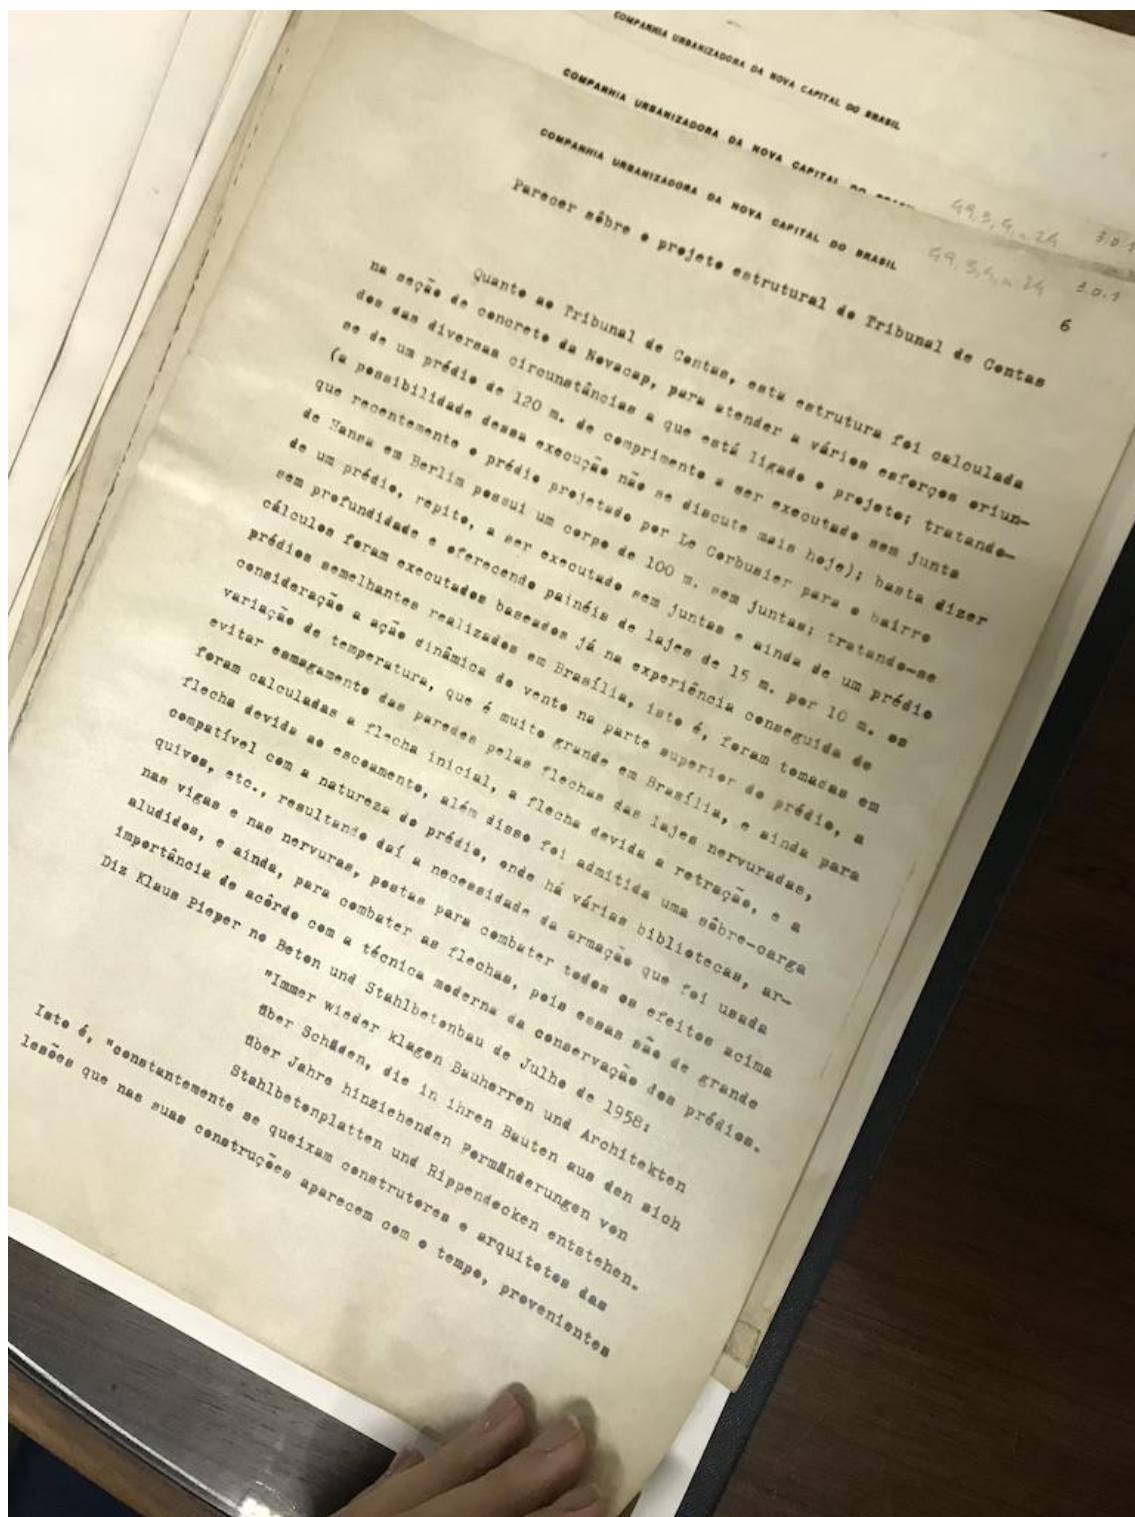 COMPANHIA URBANIZADORA DA NOVA CAPITAL DO BRASIL
COMPANHIA URBANIZADORA DA NOVA CAPITAL DO BRASIL
COMPANHIA URBANIZADORA DA NOVA CAPITAL DO BRASIL
3.0.1
3.0.1
6
Parecer sôbre o projeto estrutural do Tribunal de Contas
Quanto ao Tribunal de Contas, esta estrutura foi calculada
na seção de concreto da Novacap, para atender a vários esforços oriun-
dos das diversas circunstâncias a que está ligado o projeto; tratando-
se de um prédio de 120 m. de comprimento a ser executado sem junta
(a possibilidade dessa execução não se discute mais hoje); basta dizer
que recentemente o prédio projetado por Le Corbusier para o bairro
de Hansa em Berlim possui um corpo de 100 m. sem juntas; tratando-se
de um prédio, repito, a ser executado sem juntas e ainda de um prédio
sem profundidade e oferecendo painéis de lajes de 15 m. por 10 m. os
cálculos foram executados baseados já na experiência conseguida de
prédios semelhantes realizados em Brasília, isto é, foram tomadas em
consideração a ação dinâmica do vento na parte superior do prédio, a
variação de temperatura, que é muito grande em Brasília, e ainda para
evitar esmagamento das paredes pelas flechas das lajes nervuradas,
foram calculadas a flecha inicial, a flecha devida a retração, e a
flecha devida ao escoamento, além disso foi admitida uma sôbre-carga
compatível com a natureza do prédio, onde há várias bibliotecas, ar-
quivos, etc., resultando daí a necessidade da armação que foi usada
nas vigas e nas nervuras, postas para combater todos os efeitos acima
aludidos, e ainda, para combater as flechas, pois essas são de grande
importância de acôrdo com a técnica moderna da conservação dos prédios.
Diz Klaus Pieper no Beton und Stahlbetonbau de Julho de 1958:
"Immer wieder klagen Bauherren und Architekten
über Schäden, die in ihren Bauten aus den sich
über Jahre hinziehenden Formänderungen von
Stahlbetonplatten und Rippendecken entstehen.
Isto é, "constantemente se queixam construtores e arquitetos das
lesões que nas suas construções aparecem com o tempo, provenientes